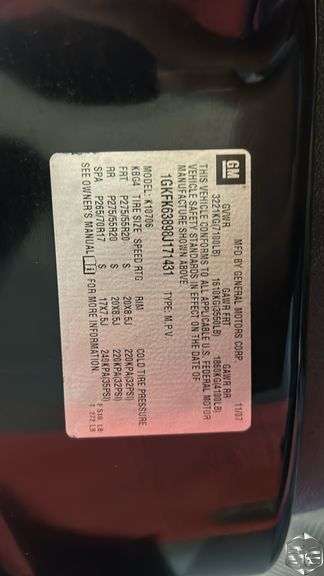 GM
MFD BY GENERAL MOTORS CORP 11/07
GVWR GAWR FRT GAWR RR
3221KG(7100LB) 1610KG(3550LB) 1860KG(4100LB)
THIS VEHICLE CONFORMS TO ALL APPLICABLE U.S. FEDERAL MOTOR
VEHICLE SAFETY STANDARDS IN EFFECT ON THE DATE OF
MANUFACTURE SHOWN ABOVE.
TYPE: M.P.V.
MODEL: K10706
KBG4 TIRE SIZE SPEED RTG RIM COLD TIRE PRESSURE
FRT P275/55R20 S 20X8.5J 220KPA(32PSI)
RR P275/55R20 S 20X8.5J 220KPA(32PSI)
SPA P265/70R17 S 17X7.5J 240KPA(35PSI)
SEE OWNER'S MANUAL FOR MORE INFORMATION.